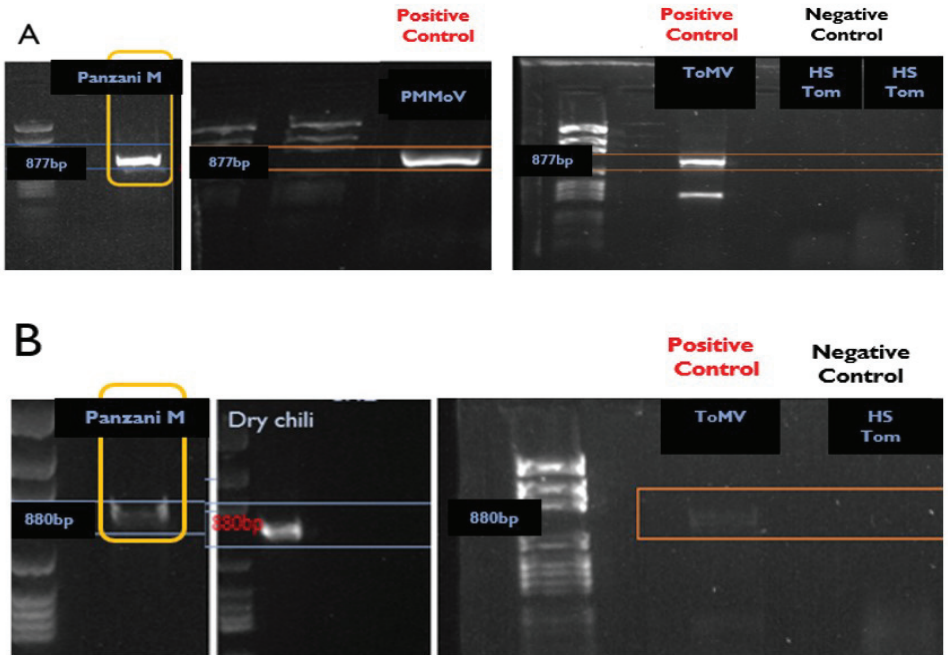 A
Positive
Control
Positive
Control
Negative
Control
Panzani M
PMMoV
ToMV
HS
Tom
HS
Tom
877bp
877bp
877bp
B
Positive
Control
Negative
Control
Panzani M
Dry chili
ToMV
HS
Tom
880bp
880bp
880bp